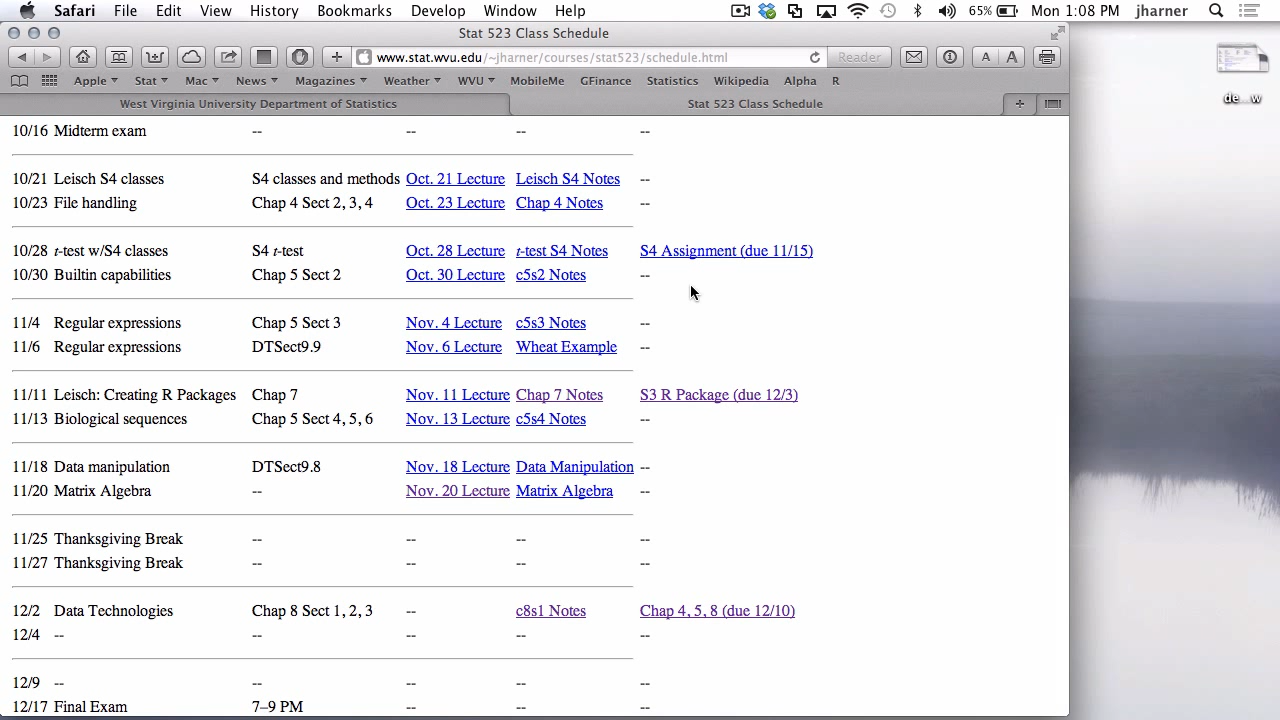 Safari File Edit View History Bookmarks Develop Window Help 65% Mon 1:08 PM jharner
Stat 523 Class Schedule
www.stat.wvu.edu/~jharner/courses/stat523/schedule.html Reader A A
Apple Stat Mac News Magazines Weather WVU MobileMe GFinance Statistics Wikipedia Alpha R
West Virginia University Department of Statistics Stat 523 Class Schedule +
de...w
10/16 Midterm exam -- -- -- --
10/21 Leisch S4 classes S4 classes and methods Oct. 21 Lecture Leisch S4 Notes --
10/23 File handling Chap 4 Sect 2, 3, 4 Oct. 23 Lecture Chap 4 Notes --
10/28 t-test w/S4 classes S4 t-test Oct. 28 Lecture t-test S4 Notes S4 Assignment (due 11/15)
10/30 Builtin capabilities Chap 5 Sect 2 Oct. 30 Lecture c5s2 Notes --
11/4 Regular expressions Chap 5 Sect 3 Nov. 4 Lecture c5s3 Notes --
11/6 Regular expressions DTSect9.9 Nov. 6 Lecture Wheat Example --
11/11 Leisch: Creating R Packages Chap 7 Nov. 11 Lecture Chap 7 Notes S3 R Package (due 12/3)
11/13 Biological sequences Chap 5 Sect 4, 5, 6 Nov. 13 Lecture c5s4 Notes --
11/18 Data manipulation DTSect9.8 Nov. 18 Lecture Data Manipulation --
11/20 Matrix Algebra -- Nov. 20 Lecture Matrix Algebra --
11/25 Thanksgiving Break -- -- -- --
11/27 Thanksgiving Break -- -- -- --
12/2 Data Technologies Chap 8 Sect 1, 2, 3 -- c8s1 Notes Chap 4, 5, 8 (due 12/10)
12/4 -- -- -- -- --
12/9 -- -- -- -- --
12/17 Final Exam 7–9 PM -- -- --